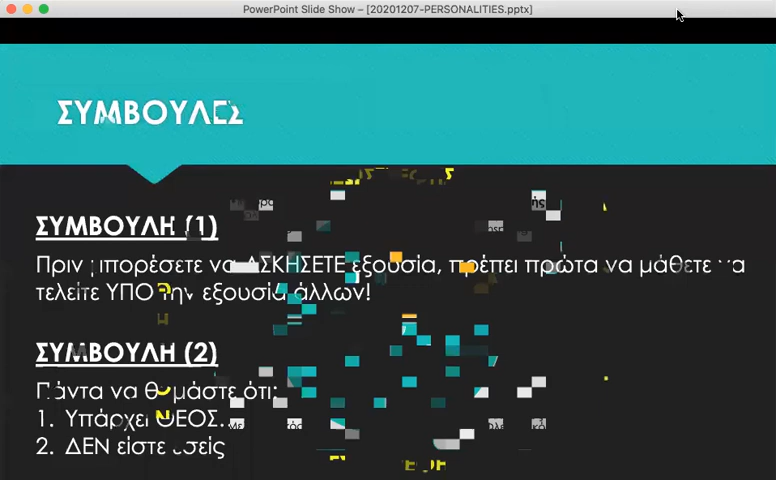 PowerPoint Slide Show – [20201207-PERSONALITIES.pptx]
ΣΥΜΒΟΥΛΕΣ
ΣΥΜΒΟΥΛΗ (1)
Πριν μπορέσετε να ΑΣΚΗΣΕΤΕ εξουσία, πρέπει πρώτα να μάθετε να
τελείτε ΥΠΟ την εξουσία άλλων!
ΣΥΜΒΟΥΛΗ (2)
Πάντα να θυμάστε ότι:
1. Υπάρχει ΘΕΟΣ.
2. ΔΕΝ είστε εσείς